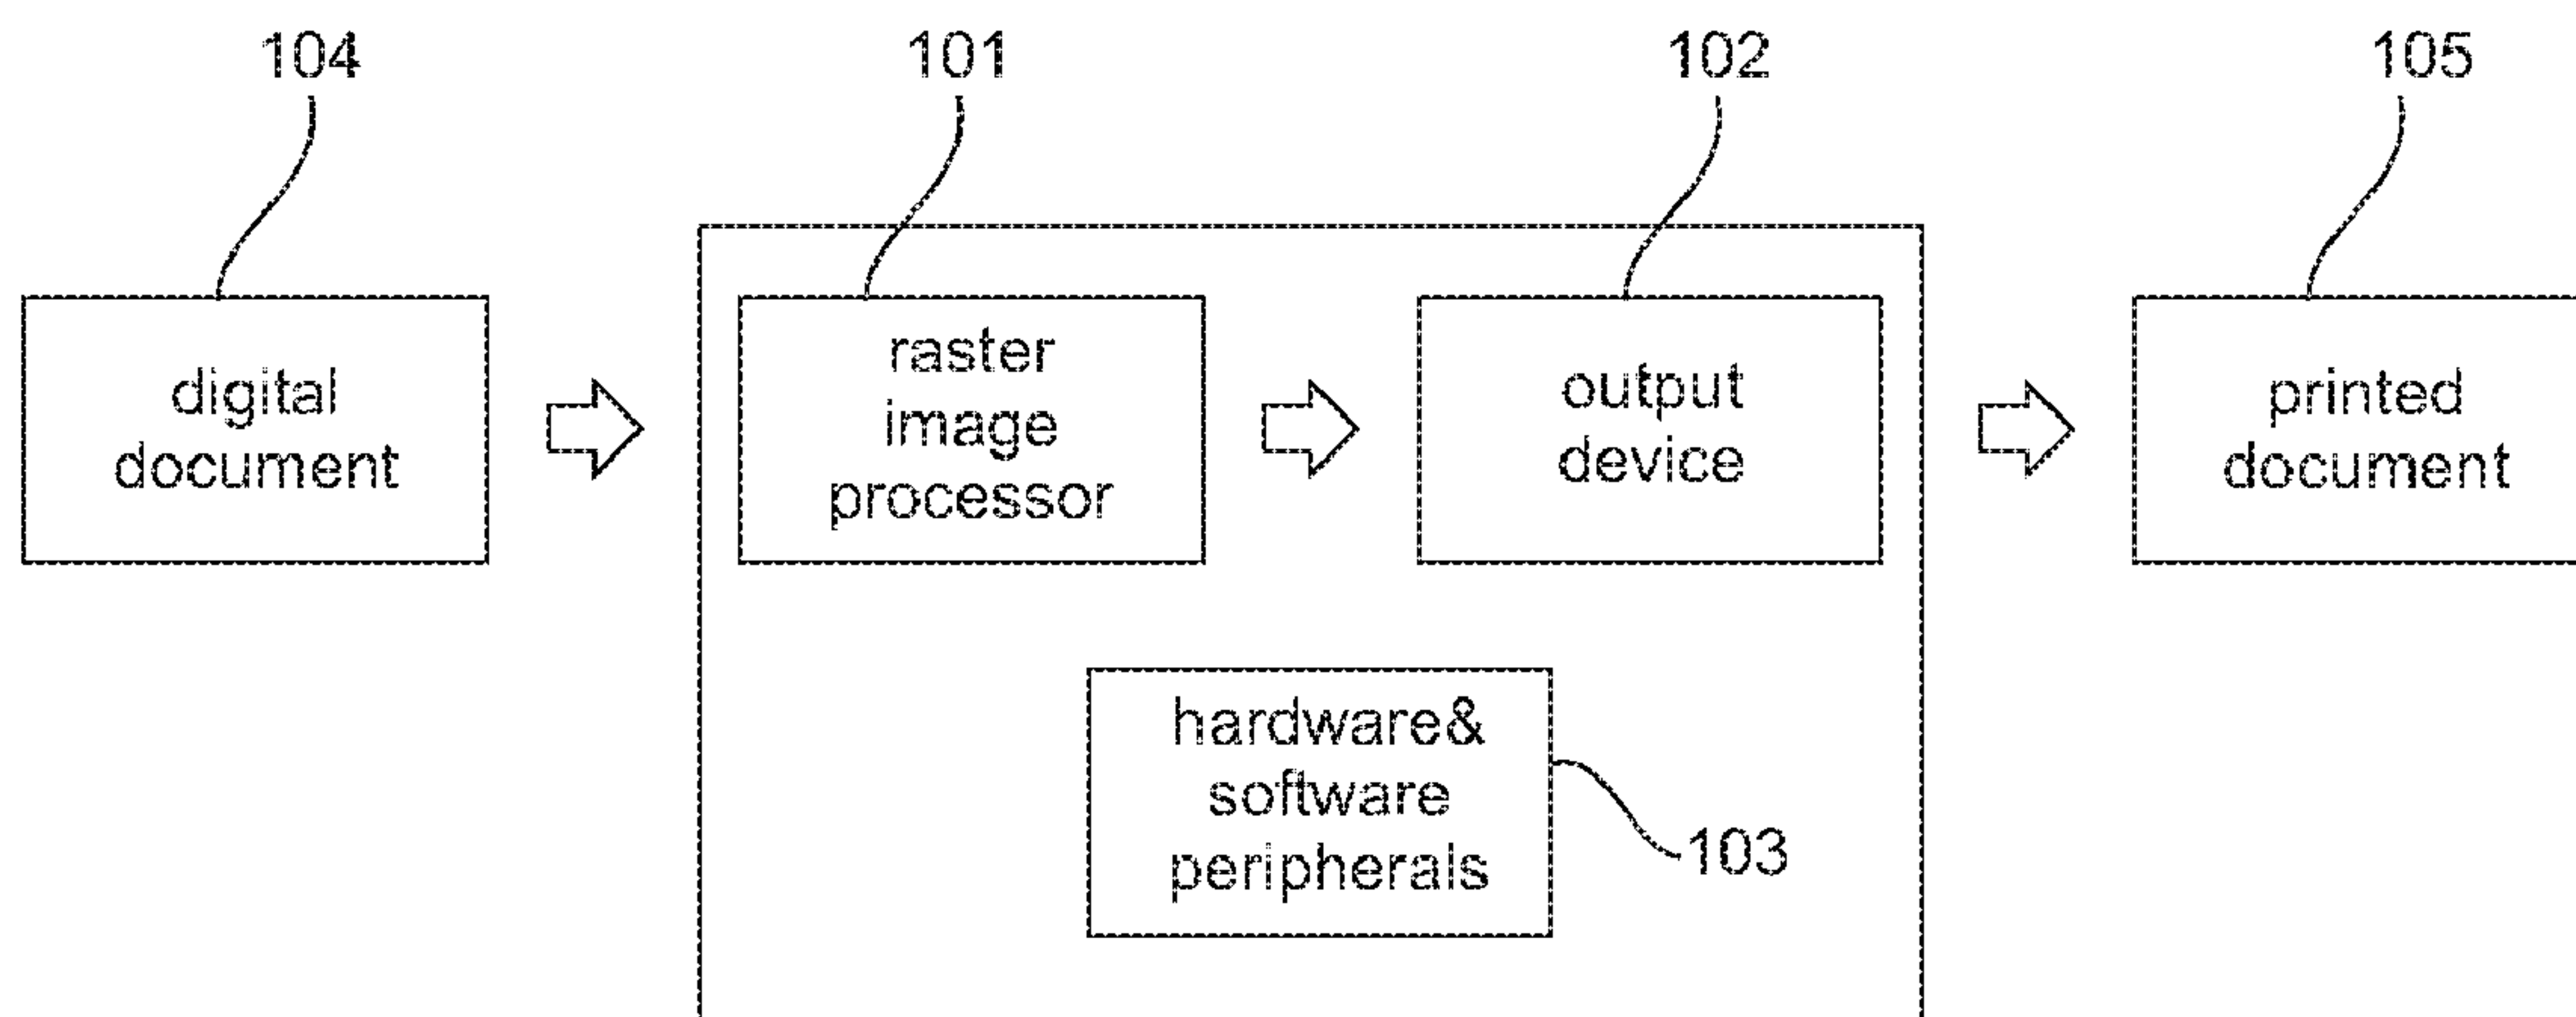 104
101
102
105
digital
document
raster
image
processor
output
device
printed
document
hardware&
software
peripherals
103